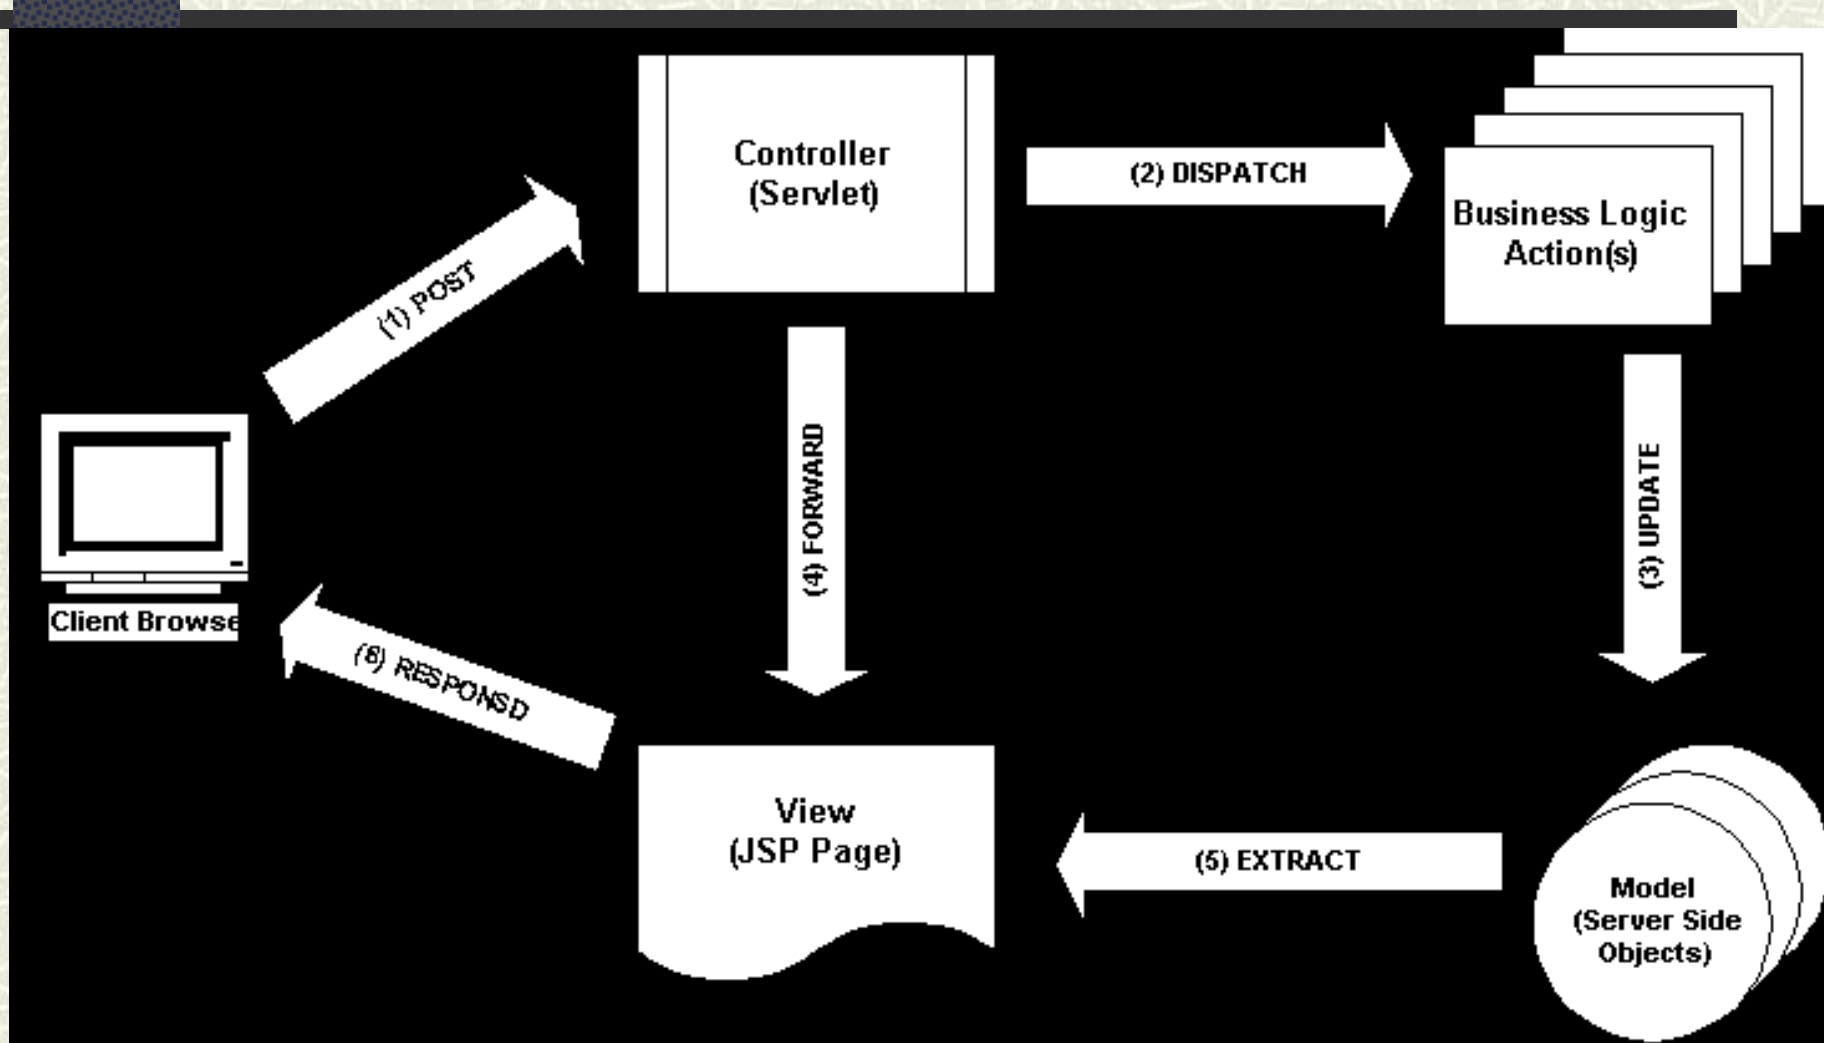 Controller
(Servlet)
(2) DISPATCH
Business Logic
Action(s)
(1) POST
(4) FORWARD
(3) UPDATE
Client Browse
(6) RESPONSD
View
(JSP Page)
(5) EXTRACT
Model
(Server Side
Objects)